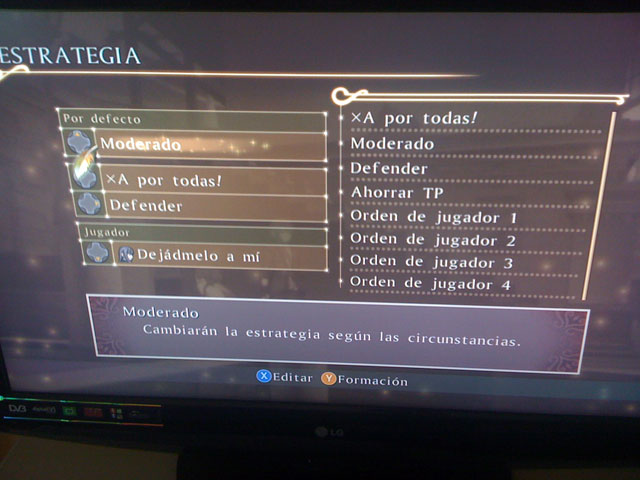 ESTRATEGIA
Por defecto
Moderado
×A por todas!
Defender
Jugador
Dejádmelo a mí
×A por todas!
Moderado
Defender
Ahorrar TP
Orden de jugador 1
Orden de jugador 2
Orden de jugador 3
Orden de jugador 4
Moderado
Cambiarán la estrategia según las circunstancias.
X Editar Y Formación
DVB
LG